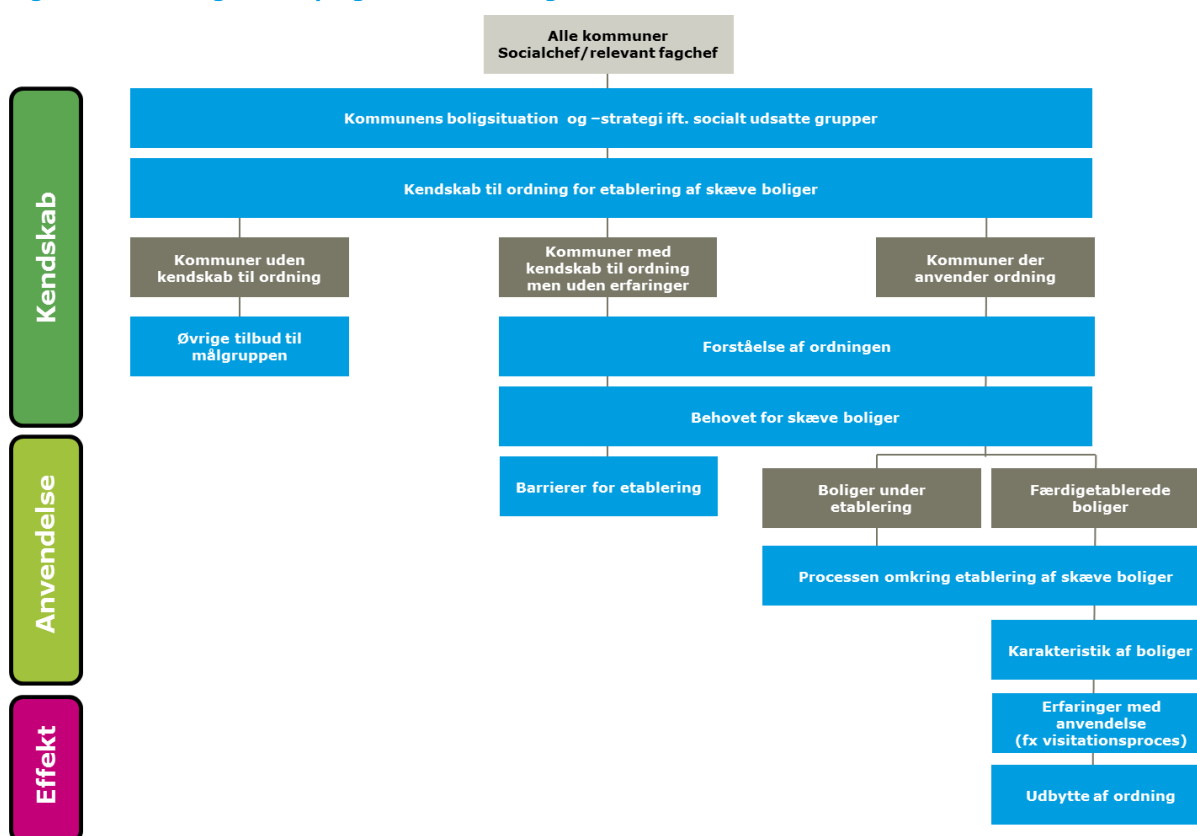 Alle kommuner
Socialchef/relevant fagchef
Kendskab
Kommunens boligsituation og –strategi ift. socialt udsatte grupper
Kendskab til ordning for etablering af skæve boliger
Kommuner uden
kendskab til ordning
Kommuner med
kendskab til ordning
men uden erfaringer
Kommuner der
anvender ordning
Øvrige tilbud til
målgruppen
Forståelse af ordningen
Behovet for skæve boliger
Anvendelse
Barrierer for etablering
Boliger under
etablering
Færdigetablerede
boliger
Processen omkring etablering af skæve boliger
Karakteristik af boliger
Effekt
Erfaringer med
anvendelse
(fx visitationsproces)
Udbytte af ordning